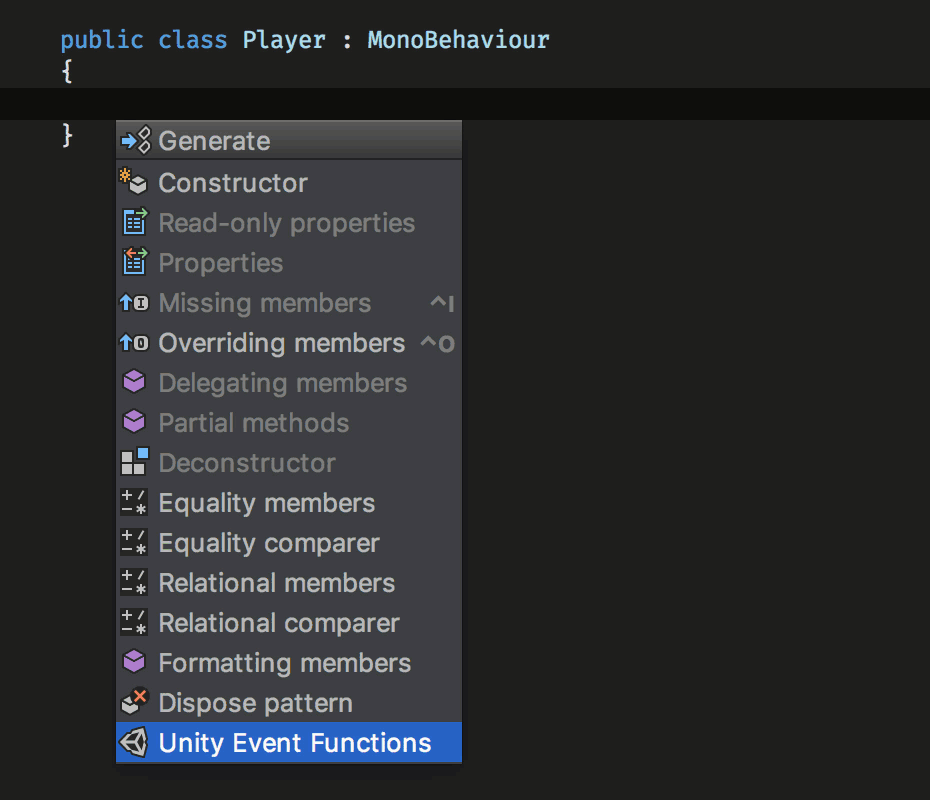 public class Player : MonoBehaviour
{
}
Generate
Constructor
Read-only properties
Properties
Missing members ^I
Overriding members ^O
Delegating members
Partial methods
Deconstructor
Equality members
Equality comparer
Relational members
Relational comparer
Formatting members
Dispose pattern
Unity Event Functions